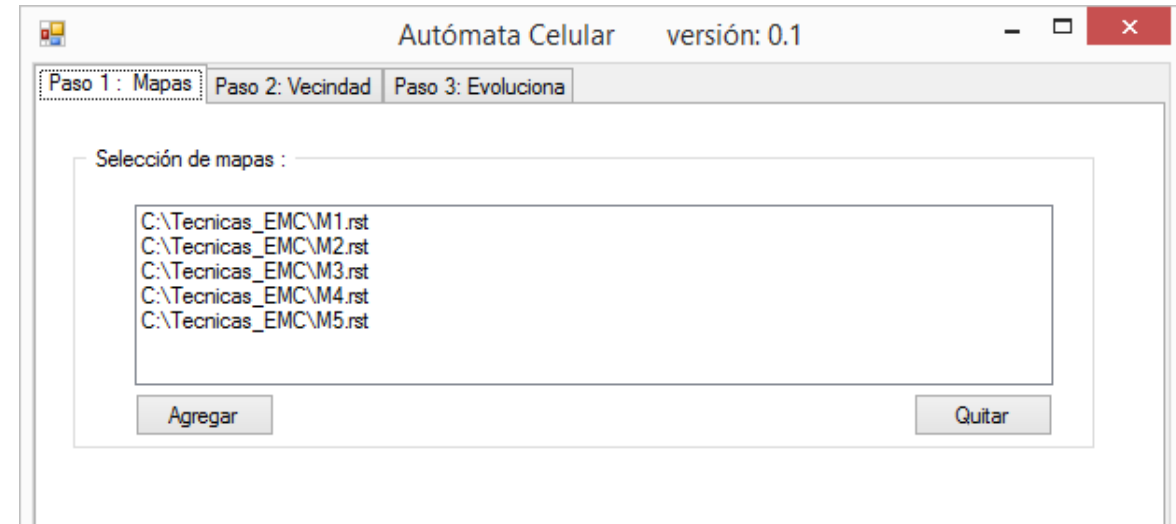 Autómata Celular versión: 0.1
Paso 1 : Mapas Paso 2: Vecindad Paso 3: Evoluciona
Selección de mapas :
C:\Tecnicas_EMC\M1.rst
C:\Tecnicas_EMC\M2.rst
C:\Tecnicas_EMC\M3.rst
C:\Tecnicas_EMC\M4.rst
C:\Tecnicas_EMC\M5.rst
Agregar Quitar